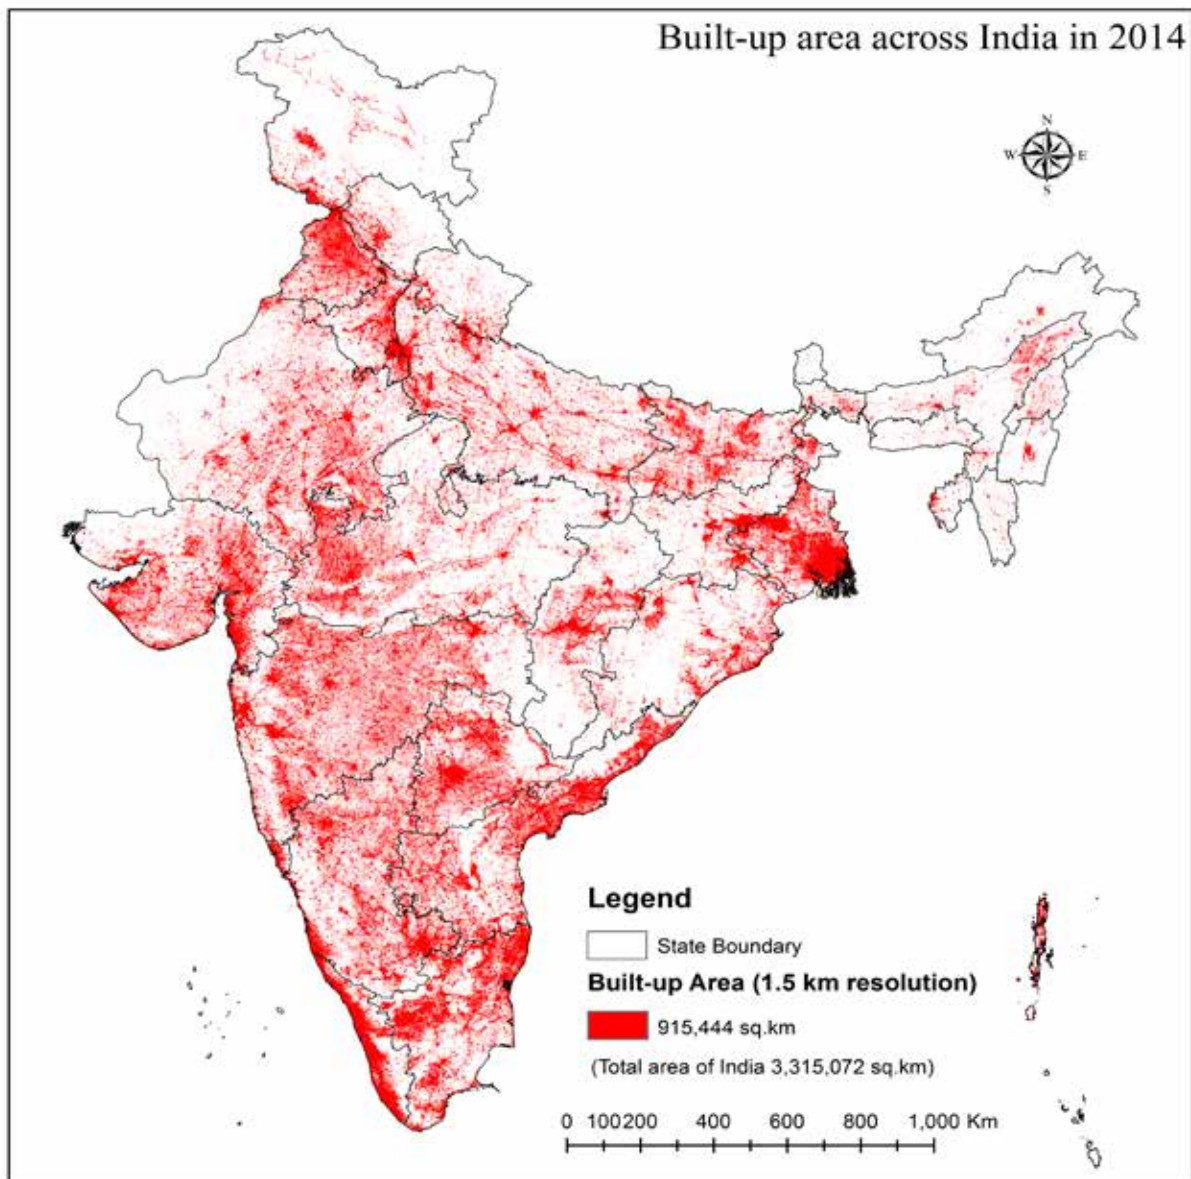 Built-up area across India in 2014
N
W E
S
Legend
State Boundary
Built-up Area (1.5 km resolution)
915,444 sq.km
(Total area of India 3,315,072 sq.km)
0 100200 400 600 800 1,000 Km